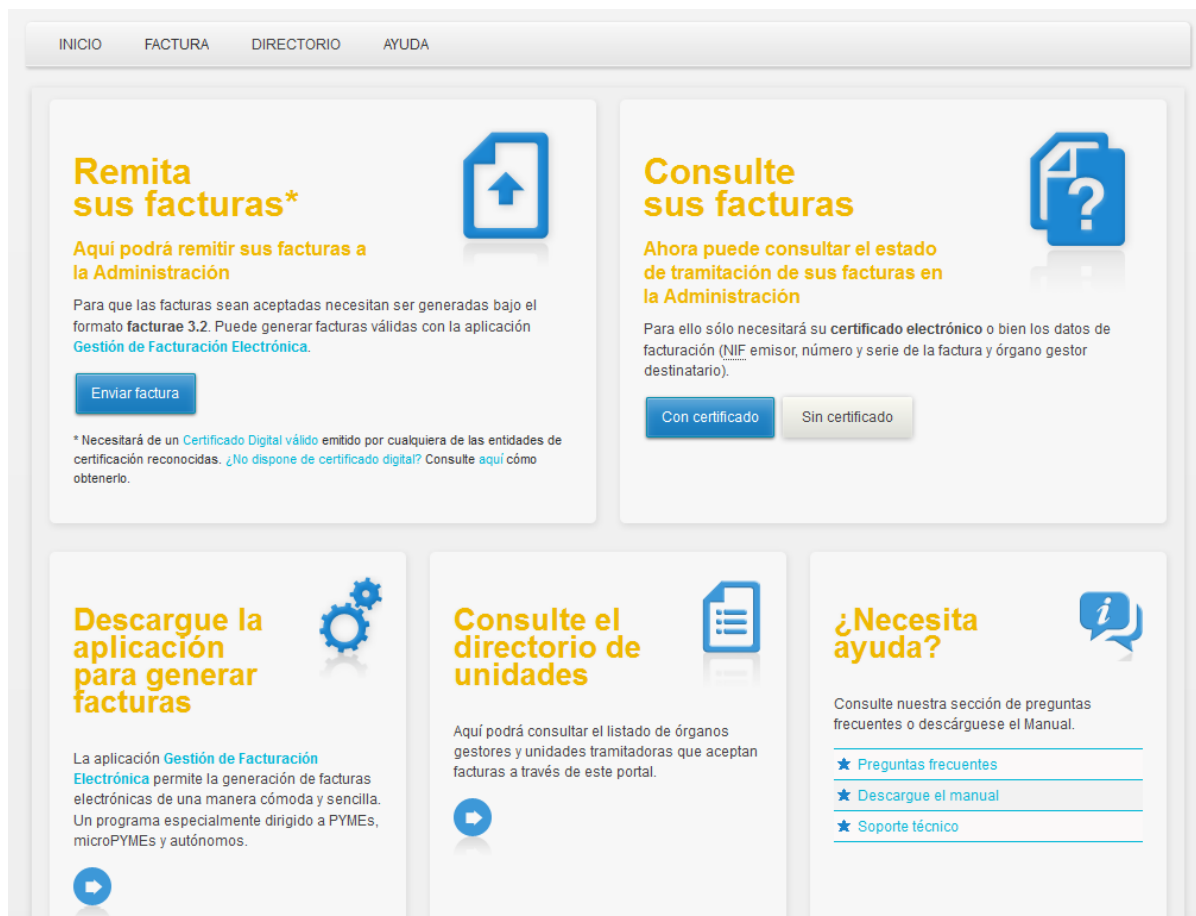 INICIO FACTURA DIRECTORIO AYUDA
Remita
sus facturas*
Aquí podrá remitir sus facturas a
la Administración
Para que las facturas sean aceptadas necesitan ser generadas bajo el
formato facturae 3.2. Puede generar facturas válidas con la aplicación
Gestión de Facturación Electrónica.
Enviar factura
* Necesitará de un Certificado Digital válido emitido por cualquiera de las entidades de
certificación reconocidas. ¿No dispone de certificado digital? Consulte aquí cómo
obtenerlo.
Consulte
sus facturas
Ahora puede consultar el estado
de tramitación de sus facturas en
la Administración
Para ello sólo necesitará su certificado electrónico o bien los datos de
facturación (NIF emisor, número y serie de la factura y órgano gestor
destinatario).
Con certificado Sin certificado
Descargue la
aplicación
para generar
facturas
La aplicación Gestión de Facturación
Electrónica permite la generación de facturas
electrónicas de una manera cómoda y sencilla.
Un programa especialmente dirigido a PYMEs,
microPYMEs y autónomos.
Consulte el
directorio de
unidades
Aquí podrá consultar el listado de órganos
gestores y unidades tramitadoras que aceptan
facturas a través de este portal.
¿Necesita
ayuda?
Consulte nuestra sección de preguntas
frecuentes o descárguese el Manual.
Preguntas frecuentes
Descargue el manual
Soporte técnico